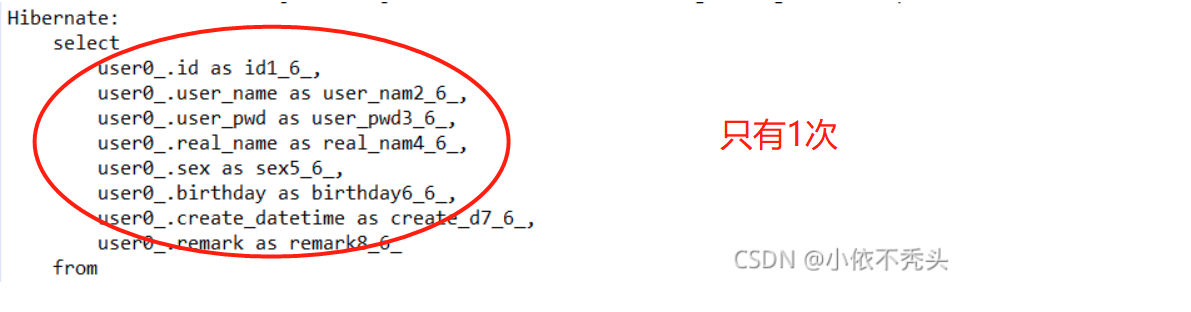 Hibernate:
select
user0_.id as id1_6_,
user0_.user_name as user_nam2_6_,
user0_.user_pwd as user_pwd3_6_,
user0_.real_name as real_nam4_6_,
user0_.sex as sex5_6_,
user0_.birthday as birthday6_6_,
user0_.create_datetime as create_d7_6_,
user0_.remark as remark8_6_
from
只有1次
CSDN @小依不秃头